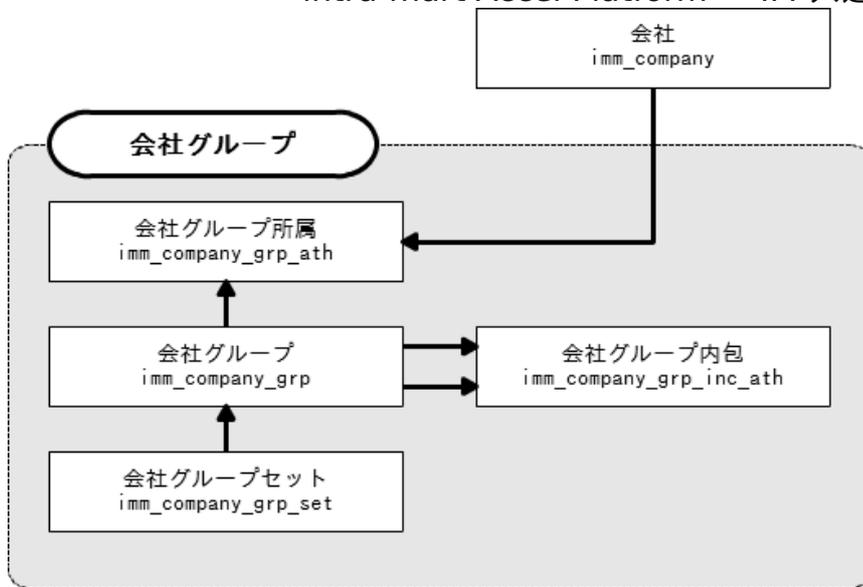 会社
imm_company
会社グループ
会社グループ所属
imm_company_grp_ath
会社グループ
imm_company_grp
会社グループ内包
imm_company_grp_inc_ath
会社グループセット
imm_company_grp_set